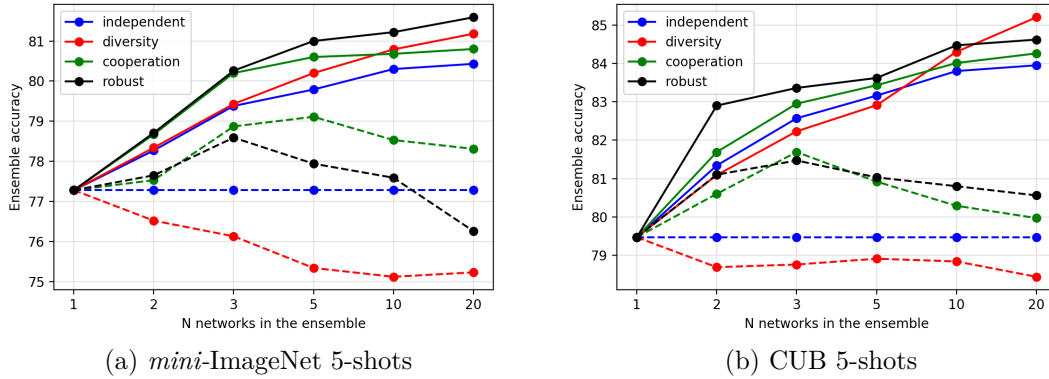 Ensemble accuracy
81
80
79
78
77
76
75
independent
diversity
cooperation
robust
1 2 3 5 10 20
N networks in the ensemble
(a) mini-ImageNet 5-shots
Ensemble accuracy
85
84
83
82
81
80
79
independent
diversity
cooperation
robust
1 2 3 5 10 20
N networks in the ensemble
(b) CUB 5-shots